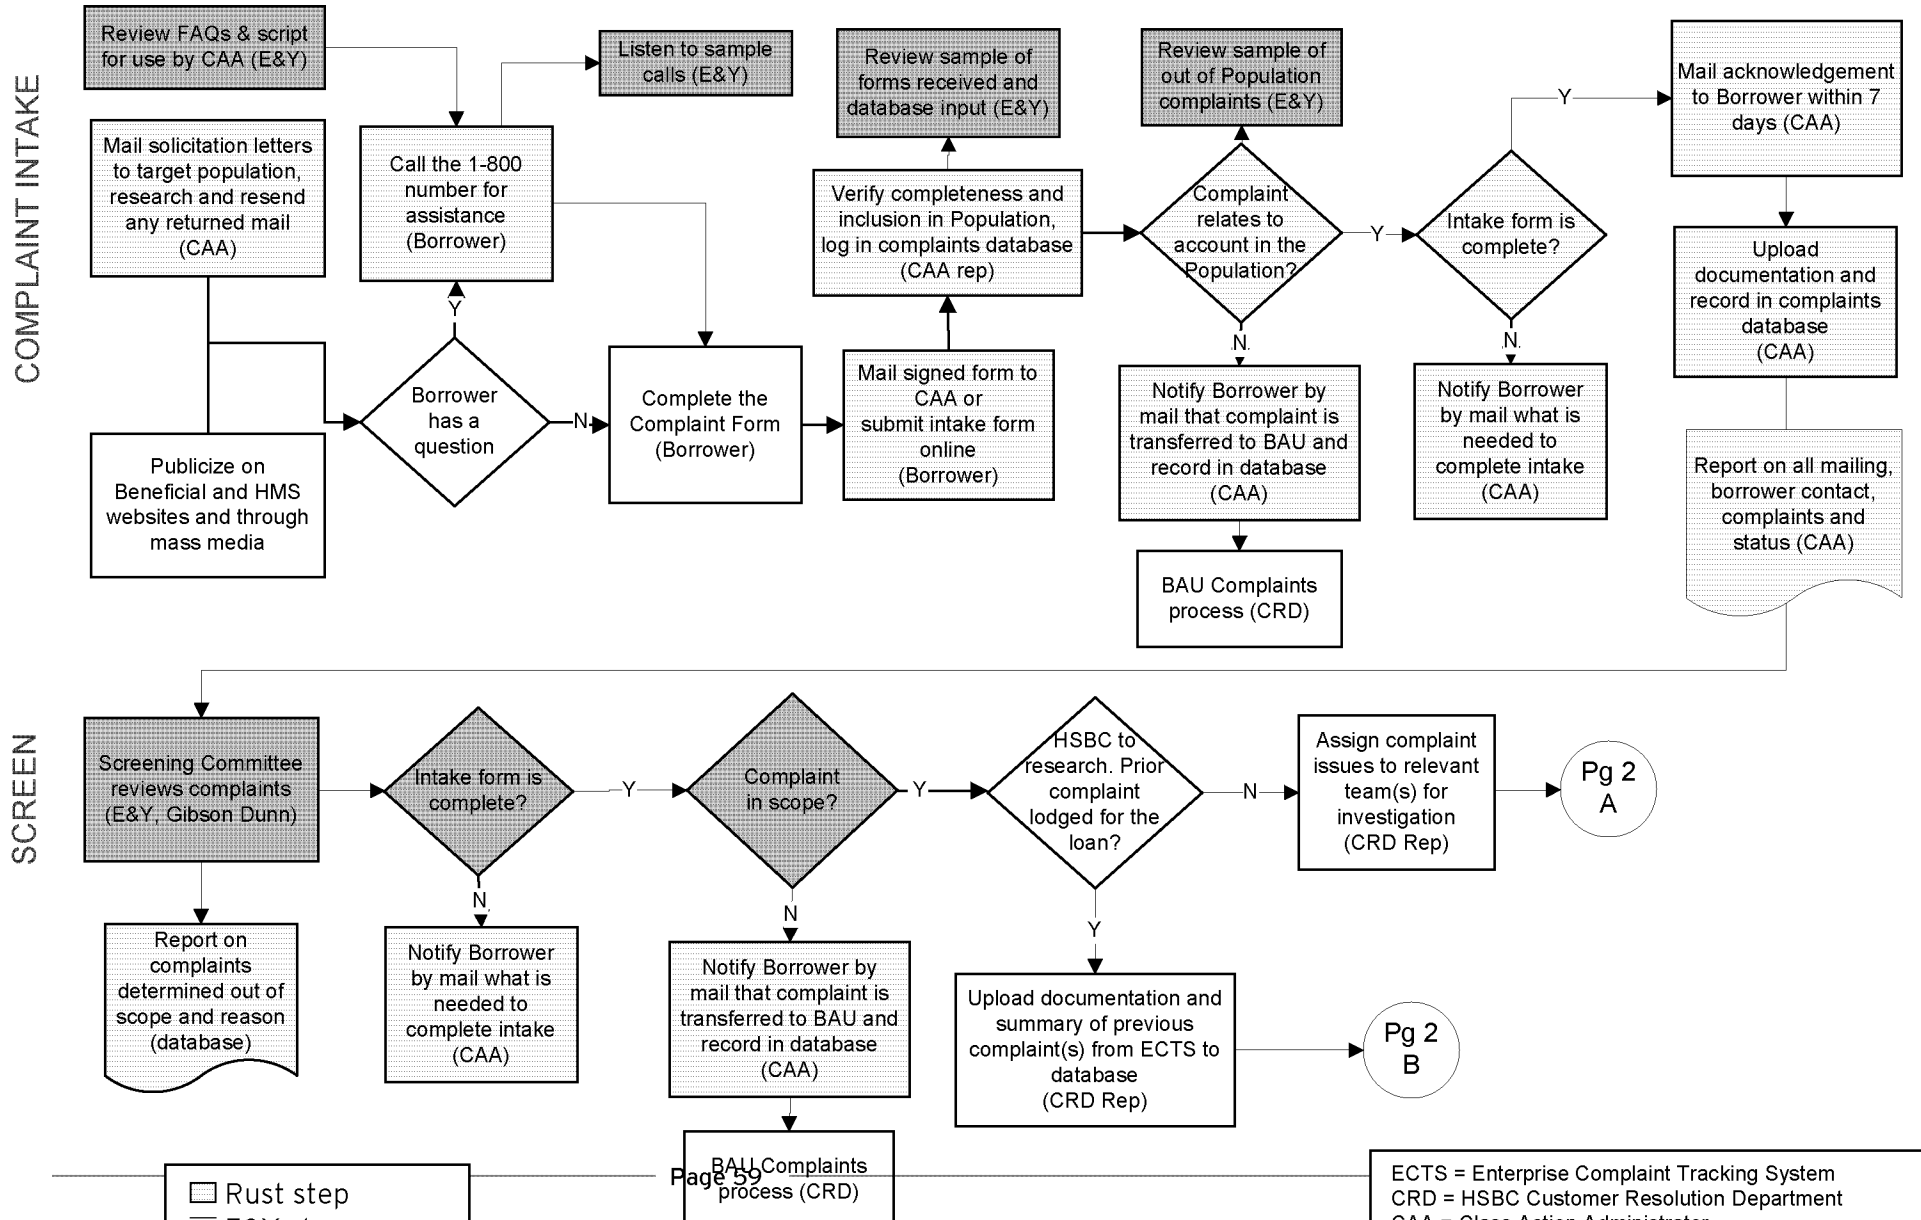 COMPLAINT INTAKE
Review FAQs & script
for use by CAA (E&Y)
Listen to sample
calls (E&Y)
Review sample of
forms received and
database input (E&Y)
Review sample of
out of Population
complaints (E&Y)
Mail acknowledgement
to Borrower within 7
days (CAA)
Mail solicitation letters
to target population,
research and resend
any returned mail
(CAA)
Call the 1-800
number for
assistance
(Borrower)
Verify completeness and
inclusion in Population,
log in complaints database
(CAA rep)
Complaint
relates to
account in the
Population?
Y
Intake form is
complete?
Y
Upload
documentation and
record in complaints
database
(CAA)
Y
N
N
Publicize on
Beneficial and HMS
websites and through
mass media
Borrower
has a
question
N
Complete the
Complaint Form
(Borrower)
Mail signed form to
CAA or
submit intake form
online
(Borrower)
Notify Borrower by
mail that complaint is
transferred to BAU and
record in database
(CAA)
Notify Borrower
by mail what is
needed to
complete intake
(CAA)
Report on all mailing,
borrower contact,
complaints and
status (CAA)
BAU Complaints
process (CRD)
SCREEN
Screening Committee
reviews complaints
(E&Y, Gibson Dunn)
Intake form is
complete?
Y
Complaint
in scope?
Y
HSBC to
research. Prior
complaint
lodged for the
loan?
N
Assign complaint
issues to relevant
team(s) for
investigation
(CRD Rep)
Pg 2
A
N
N
Y
Report on
complaints
determined out of
scope and reason
(database)
Notify Borrower
by mail what is
needed to
complete intake
(CAA)
Notify Borrower by
mail that complaint is
transferred to BAU and
record in database
(CAA)
Upload documentation and
summary of previous
complaint(s) from ECTS to
database
(CRD Rep)
Pg 2
B
BAU Complaints
process (CRD)
Page 59
Rust step
ECTS = Enterprise Complaint Tracking System
CRD = HSBC Customer Resolution Department
CAA = Class Action Administrator